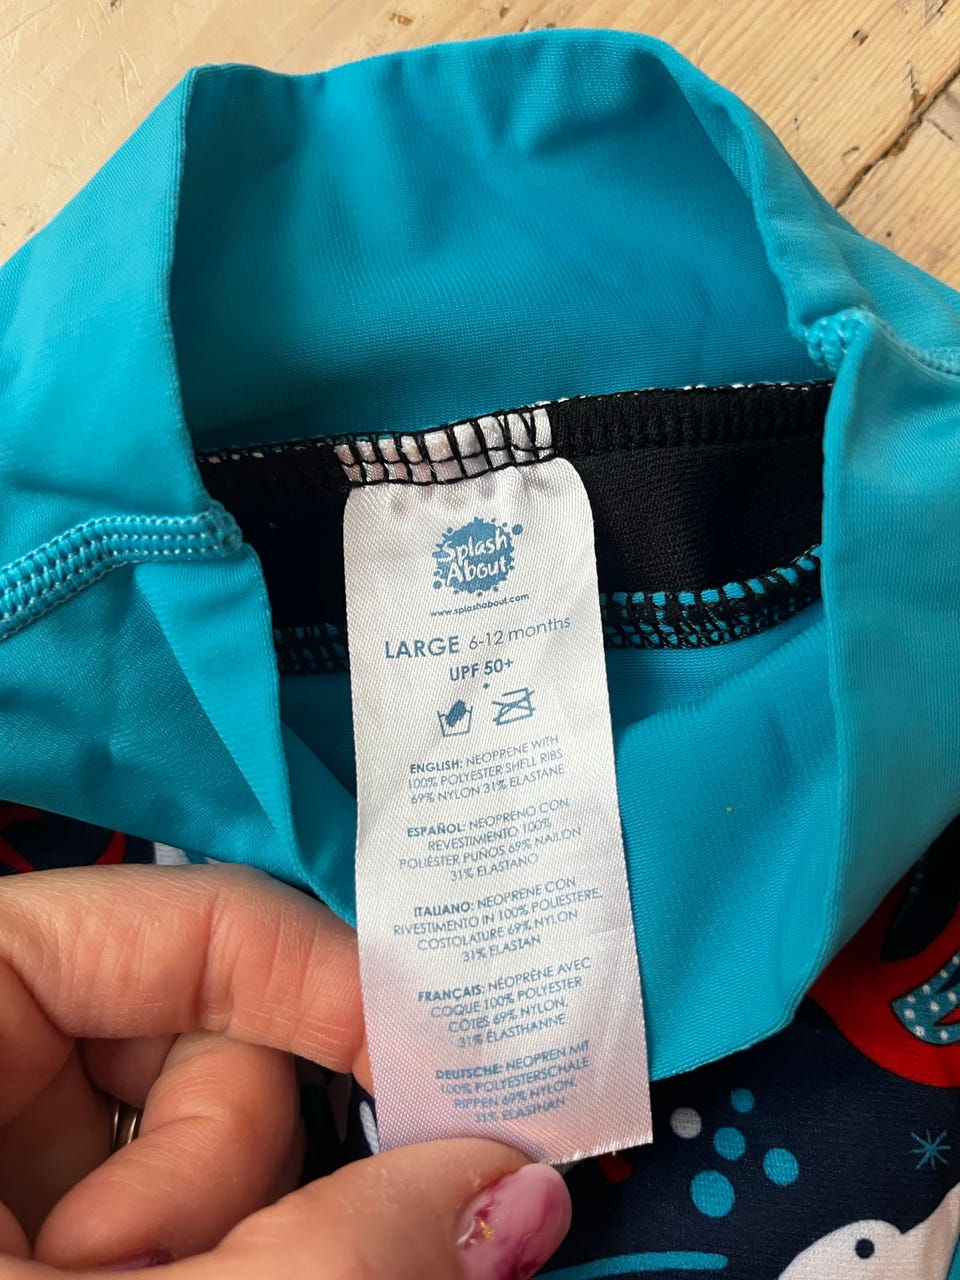 Splash
About
www.splashabout.com
LARGE 6-12 months
UPF 50+
ENGLISH: NEOPRENE WITH
100% POLYESTER SHELL RIBS
69% NYLON 31% ELASTANE
ESPAÑOL: NEOPRENO CON
REVESTIMIENTO 100%
POLIÉSTER PUÑOS 69% NAILON
31% ELASTANO
ITALIANO: NEOPRENE CON
RIVESTIMENTO IN 100% POLIESTERE,
COSTOLATURE 69% NYLON
31% ELASTAN
FRANÇAIS: NÉOPRÈNE AVEC
COQUE 100% POLYESTER
CÔTES 69% NYLON,
31% ÉLASTHANNE
DEUTSCHE: NEOPREN MIT
100% POLYESTERSCHALE
RIPPEN 69% NYLON,
31% ELASTHAN